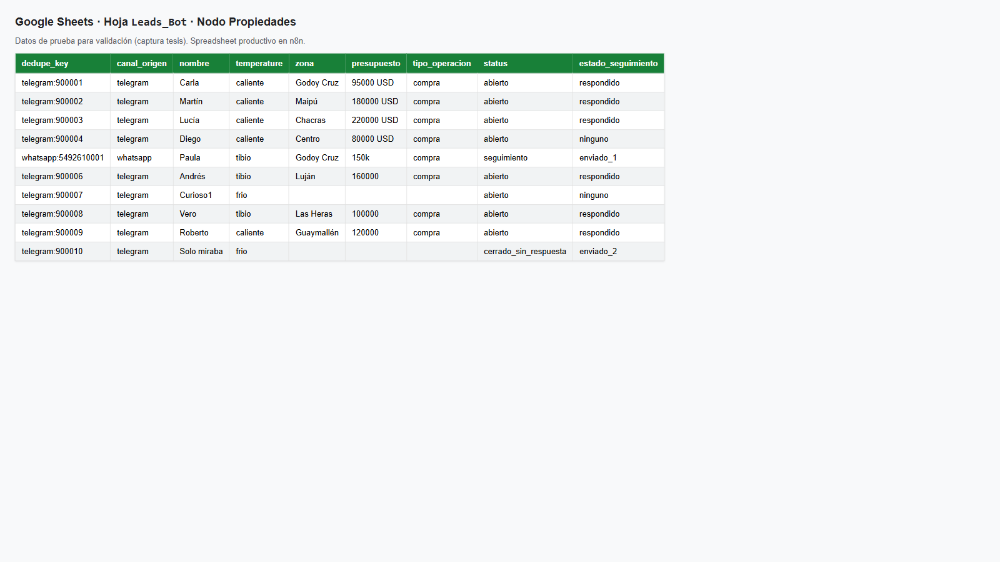 Google Sheets · Hoja Leads_Bot · Nodo Propiedades
Datos de prueba para validación (captura tesis). Spreadsheet productivo en n8n.
dedupe_key canal_origen nombre temperature zona presupuesto tipo_operacion status estado_seguimiento
telegram:900001 telegram Carla caliente Godoy Cruz 95000 USD compra abierto respondido
telegram:900002 telegram Martín caliente Maipú 180000 USD compra abierto respondido
telegram:900003 telegram Lucía caliente Chacras 220000 USD compra abierto respondido
telegram:900004 telegram Diego caliente Centro 80000 USD compra abierto ninguno
whatsapp:5492610001 whatsapp Paula tibio Godoy Cruz 150k compra seguimiento enviado_1
telegram:900006 telegram Andrés tibio Luján 160000 compra abierto respondido
telegram:900007 telegram Curioso1 frio abierto ninguno
telegram:900008 telegram Vero tibio Las Heras 100000 compra abierto respondido
telegram:900009 telegram Roberto caliente Guaymallén 120000 compra abierto respondido
telegram:900010 telegram Solo miraba frio cerrado_sin_respuesta enviado_2